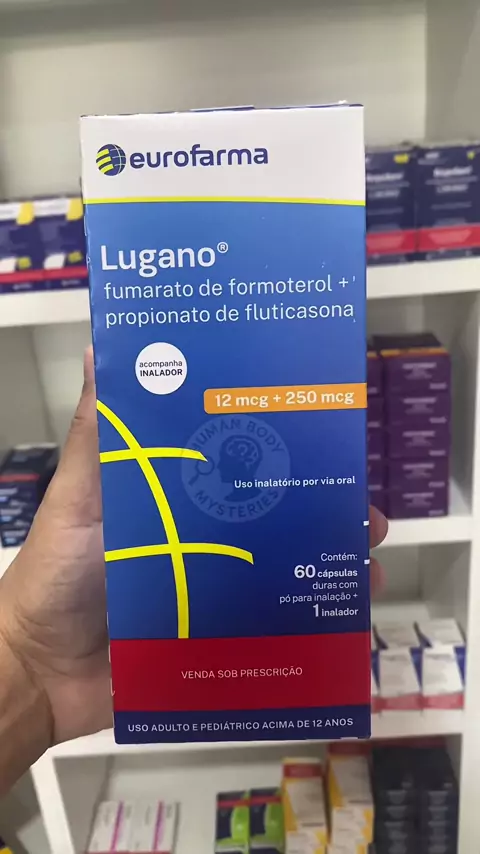 eurofarma
Lugano®
fumarato de formoterol +
propionato de fluticasona
acompanha
INALADOR
12 mcg + 250 mcg
HUMAN BODY
MYSTERIES
Uso inalatório por via oral
Contém:
60 cápsulas
duras com
pó para inalação +
1 inalador
VENDA SOB PRESCRIÇÃO
USO ADULTO E PEDIÁTRICO ACIMA DE 12 ANOS